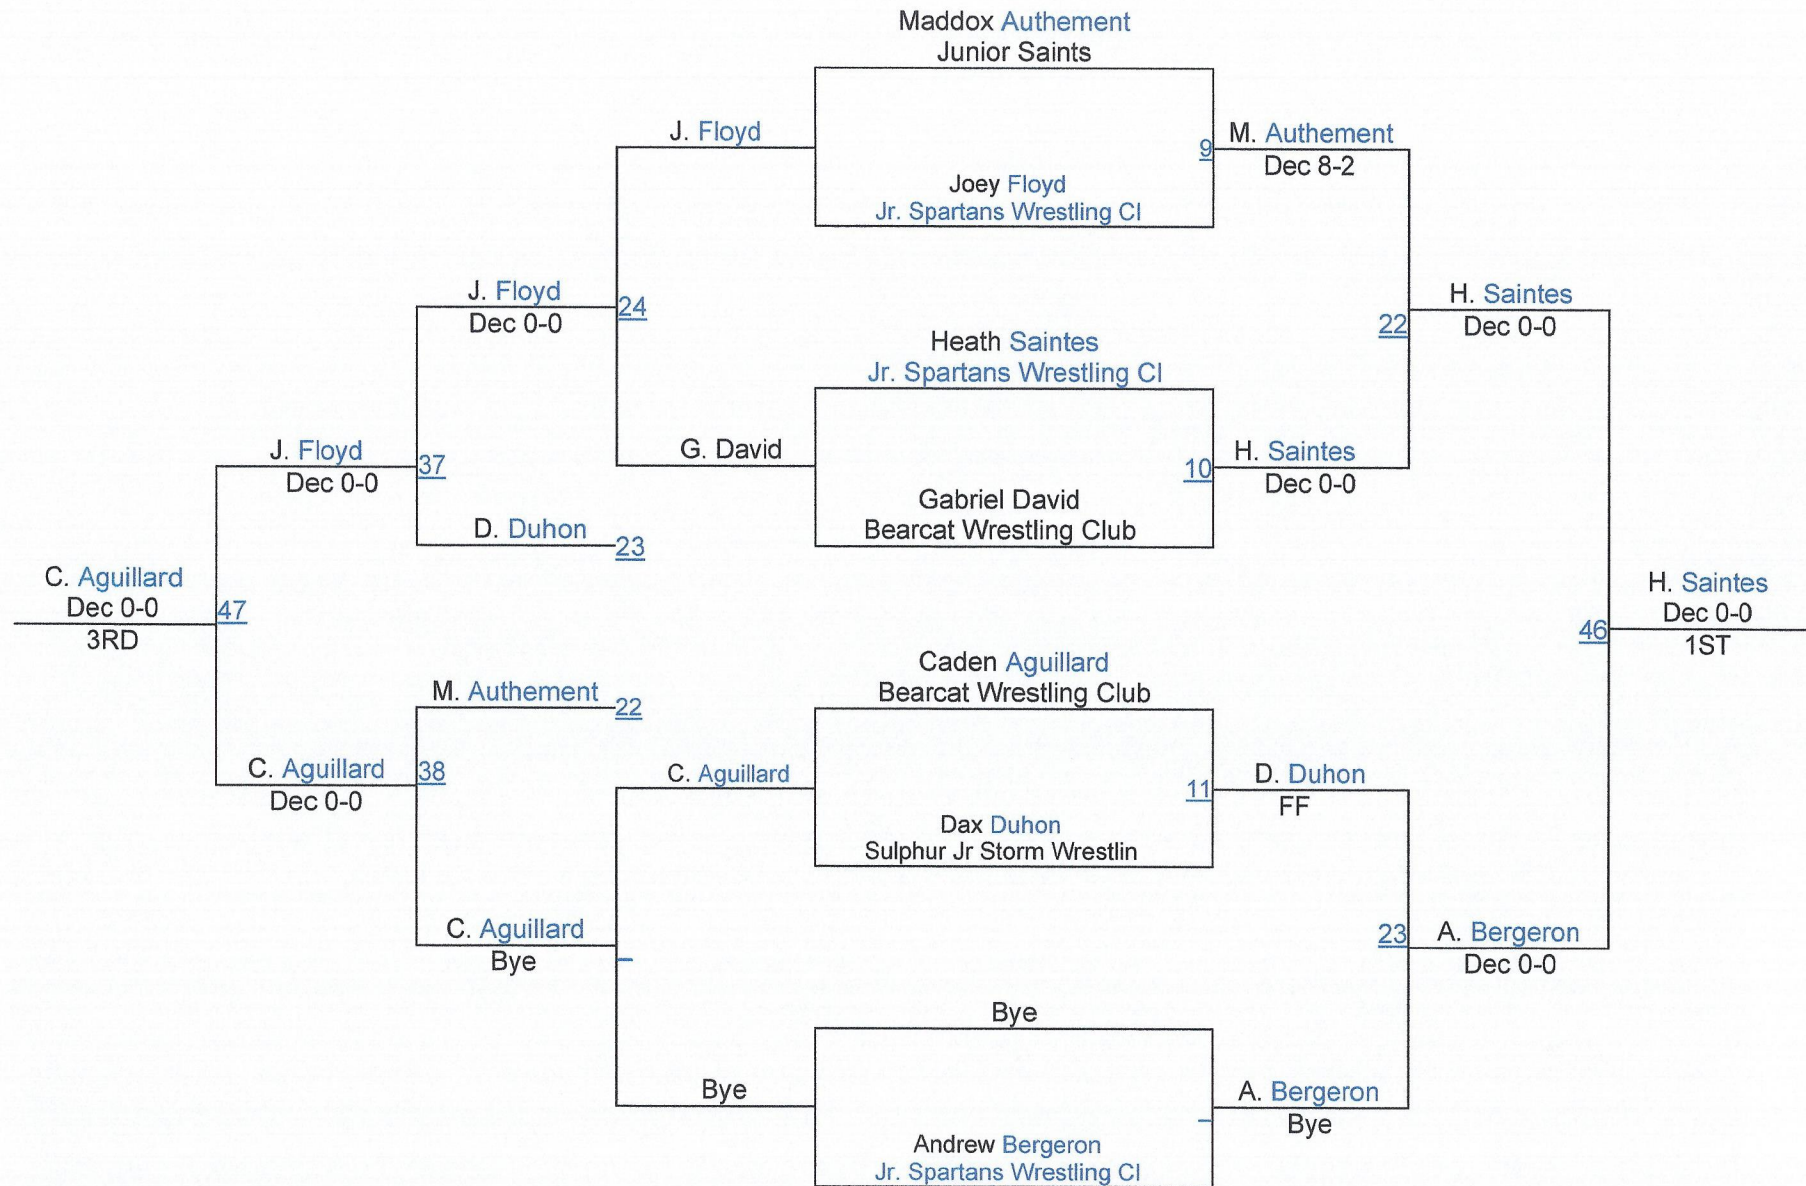 Maddox Authement
Junior Saints
J. Floyd
9
M. Authement
Dec 8-2
Joey Floyd
Jr. Spartans Wrestling Cl
J. Floyd
Dec 0-0
24
H. Saintes
Dec 0-0
22
Heath Saintes
Jr. Spartans Wrestling Cl
G. David
10
H. Saintes
Dec 0-0
J. Floyd
Dec 0-0
37
Gabriel David
Bearcat Wrestling Club
D. Duhon
23
C. Aguillard
Dec 0-0
3RD
47
H. Saintes
Dec 0-0
1ST
46
Caden Aguillard
Bearcat Wrestling Club
M. Authement
22
C. Aguillard
Dec 0-0
38
C. Aguillard
11
D. Duhon
FF
Dax Duhon
Sulphur Jr Storm Wrestlin
C. Aguillard
Bye
23
A. Bergeron
Dec 0-0
Bye
Bye
A. Bergeron
Bye
Andrew Bergeron
Jr. Spartans Wrestling Cl